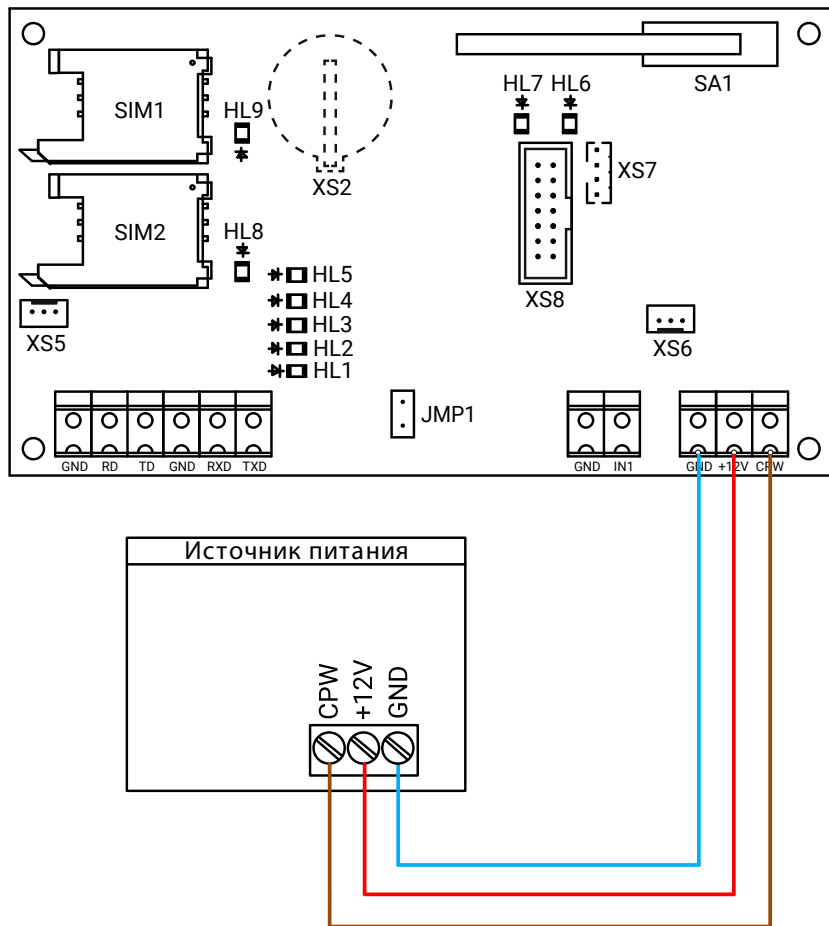 SIM1
HL9
XS2
HL7 HL6
SA1
XS7
SIM2
HL8
HL5
HL4
HL3
HL2
HL1
XS8
XS5
XS6
JMP1
GND RD TD GND RXD TXD
GND IN1
GND +12V CPW
Источник питания
CPW
+12V
GND